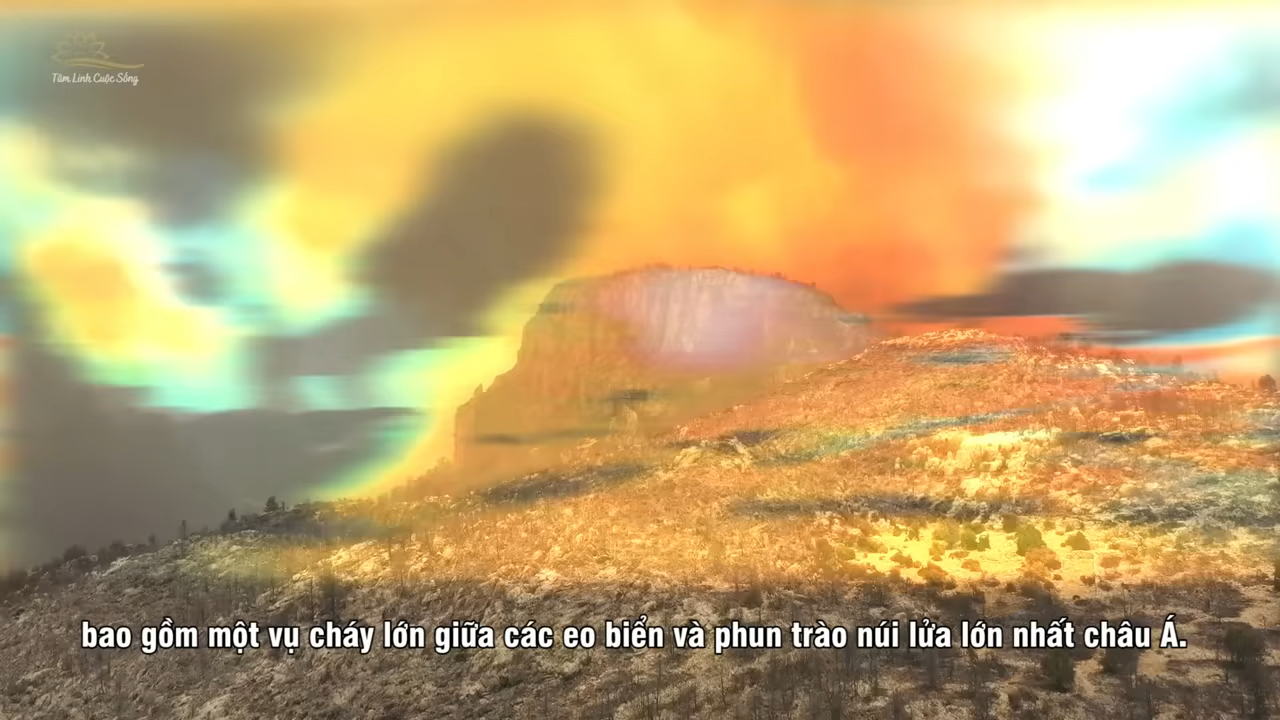 Tâm Linh Cuộc Sống
bao gồm một vụ cháy lớn giữa các eo biển và phun trào núi lửa lớn nhất châu Á.